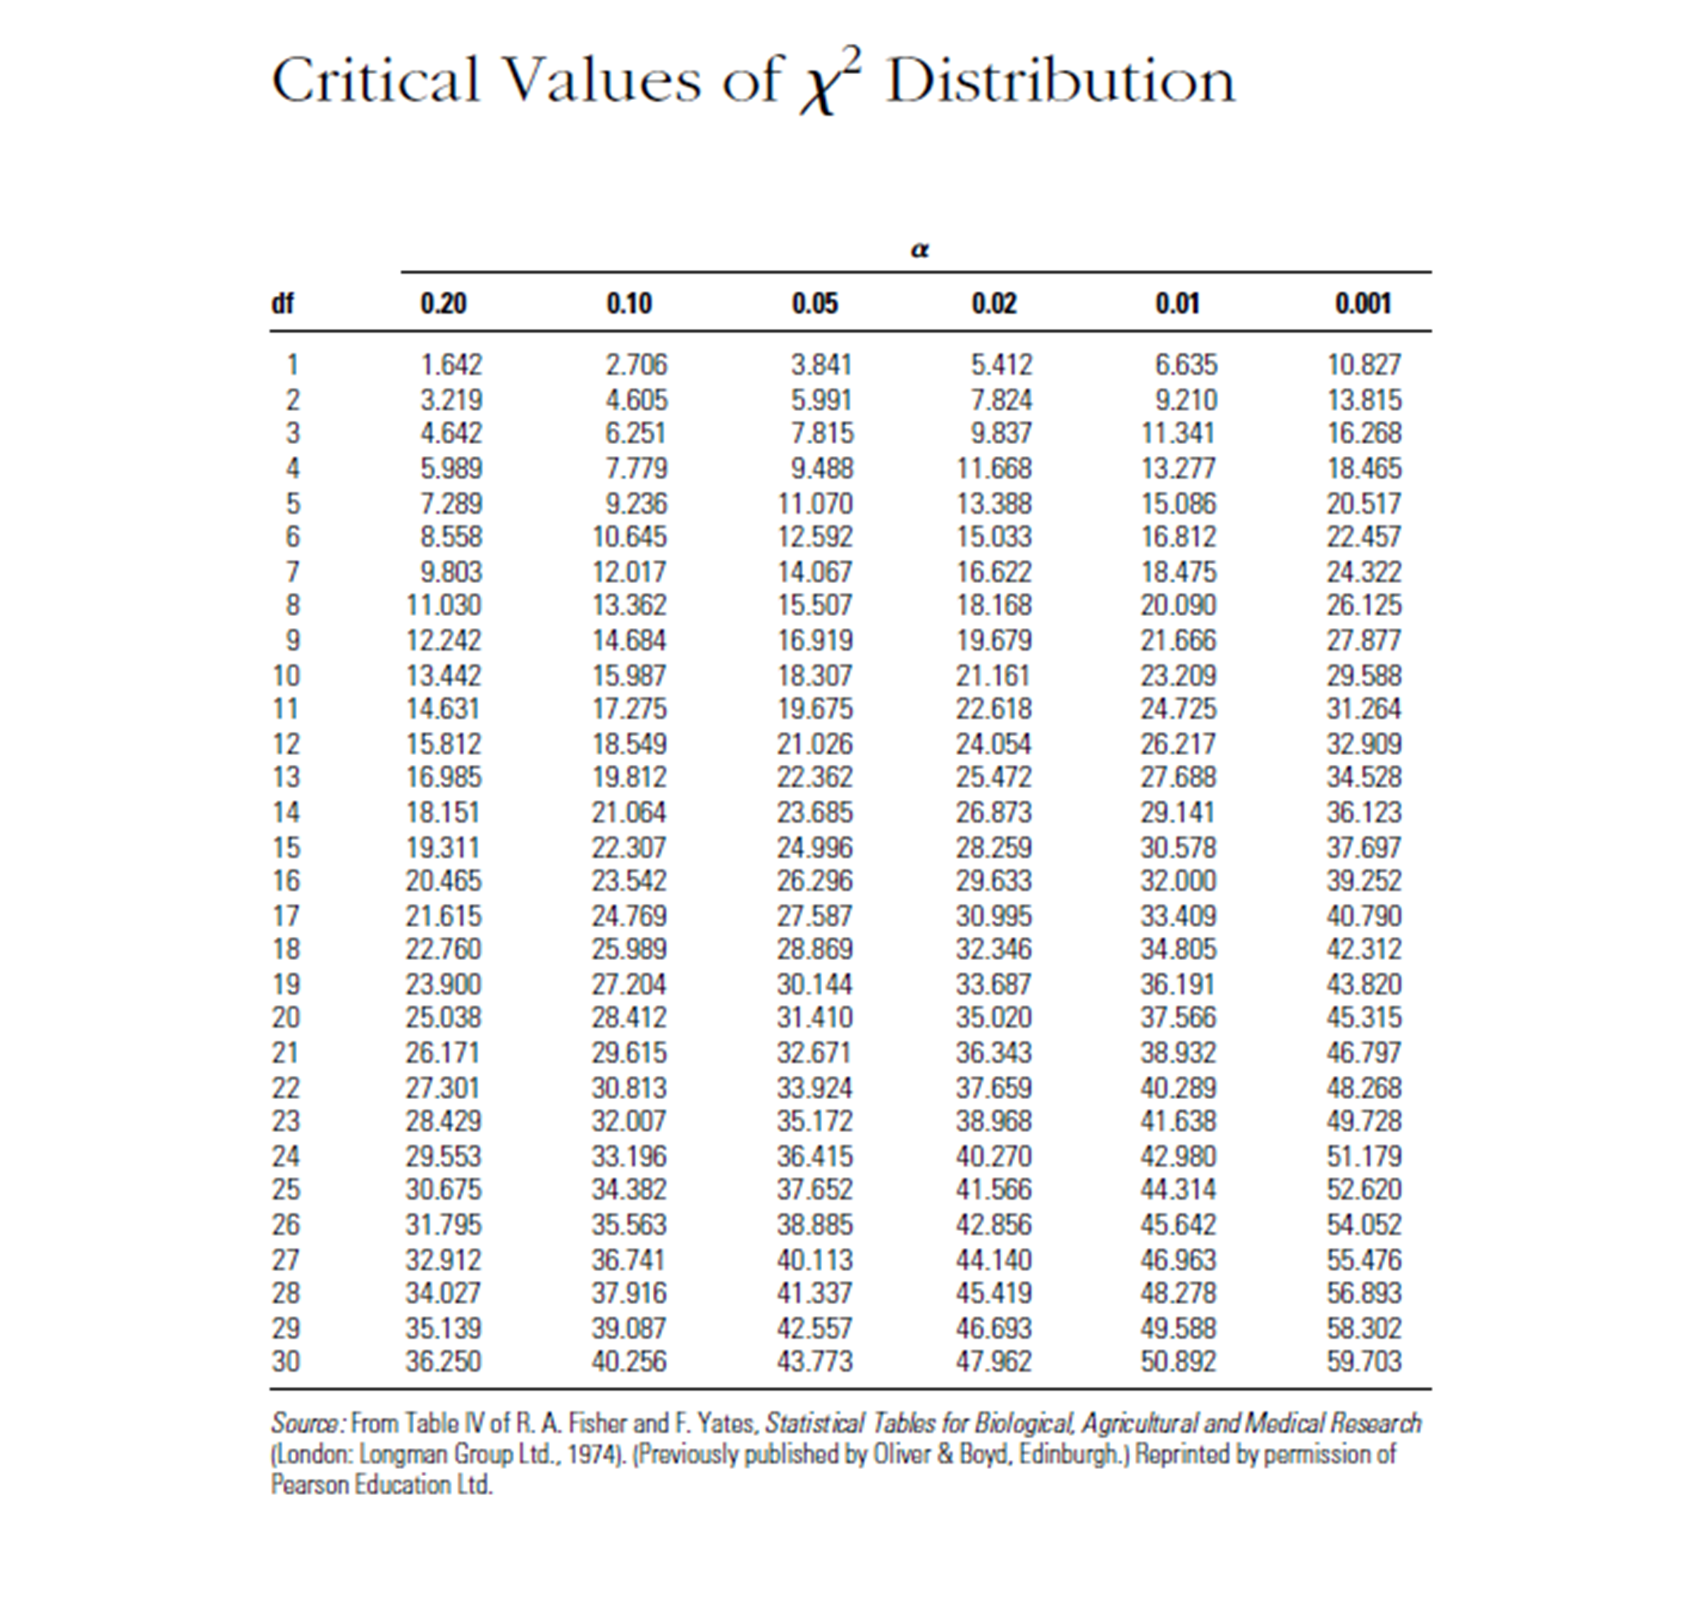 Critical Values of χ² Distribution
α
df 0.20 0.10 0.05 0.02 0.01 0.001
1 1.642 2.706 3.841 5.412 6.635 10.827
2 3.219 4.605 5.991 7.824 9.210 13.815
3 4.642 6.251 7.815 9.837 11.341 16.268
4 5.989 7.779 9.488 11.668 13.277 18.465
5 7.289 9.236 11.070 13.388 15.086 20.517
6 8.558 10.645 12.592 15.033 16.812 22.457
7 9.803 12.017 14.067 16.622 18.475 24.322
8 11.030 13.362 15.507 18.168 20.090 26.125
9 12.242 14.684 16.919 19.679 21.666 27.877
10 13.442 15.987 18.307 21.161 23.209 29.588
11 14.631 17.275 19.675 22.618 24.725 31.264
12 15.812 18.549 21.026 24.054 26.217 32.909
13 16.985 19.812 22.362 25.472 27.688 34.528
14 18.151 21.064 23.685 26.873 29.141 36.123
15 19.311 22.307 24.996 28.259 30.578 37.697
16 20.465 23.542 26.296 29.633 32.000 39.252
17 21.615 24.769 27.587 30.995 33.409 40.790
18 22.760 25.989 28.869 32.346 34.805 42.312
19 23.900 27.204 30.144 33.687 36.191 43.820
20 25.038 28.412 31.410 35.020 37.566 45.315
21 26.171 29.615 32.671 36.343 38.932 46.797
22 27.301 30.813 33.924 37.659 40.289 48.268
23 28.429 32.007 35.172 38.968 41.638 49.728
24 29.553 33.196 36.415 40.270 42.980 51.179
25 30.675 34.382 37.652 41.566 44.314 52.620
26 31.795 35.563 38.885 42.856 45.642 54.052
27 32.912 36.741 40.113 44.140 46.963 55.476
28 34.027 37.916 41.337 45.419 48.278 56.893
29 35.139 39.087 42.557 46.693 49.588 58.302
30 36.250 40.256 43.773 47.962 50.892 59.703
Source: From Table IV of R. A. Fisher and F. Yates, Statistical Tables for Biological, Agricultural and Medical Research
(London: Longman Group Ltd., 1974). (Previously published by Oliver & Boyd, Edinburgh.) Reprinted by permission of
Pearson Education Ltd.